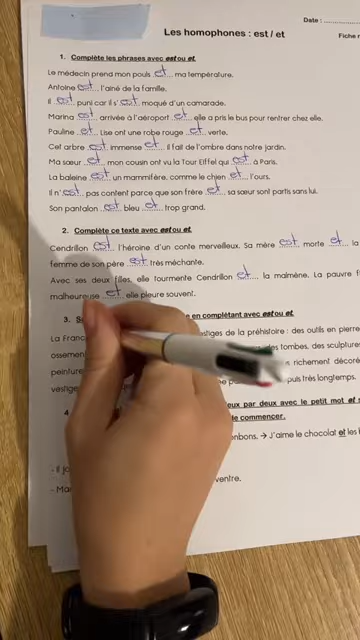 Date : ..............
Les homophones : est / et
Fiche n
1. Complète les phrases avec est ou et.
Le médecin prend mon pouls et ma température.
Antoine est l'aîné de la famille.
Il est puni car il s'est moqué d'un camarade.
Marina est arrivée à l'aéroport et elle a pris le bus pour rentrer chez elle.
Pauline et Lise ont une robe rouge et verte.
Cet arbre est immense et il fait de l'ombre dans notre jardin.
Ma sœur et mon cousin ont vu la Tour Eiffel qui est à Paris.
La baleine est un mammifère, comme le chien et l'ours.
Il n'est pas content parce que son frère et sa sœur sont partis sans lui.
Son pantalon est bleu et trop grand.
2. Complète ce texte avec est ou et.
Cendrillon est l'héroïne d'un conte merveilleux. Sa mère est morte et la
femme de son père est très méchante.
Avec ses deux filles, elle tourmente Cendrillon et la malmène. La pauvre f
malheureuse et elle pleure souvent.
3. en complétant avec est ou et.
La Franc stiges de la préhistoire : des outils en pierre
ossemen des tombes, des sculptures
peinture richement décoré
vestige puis très longtemps.
4 eux par deux avec le petit mot et
de commencer.
nbons. → J'aime le chocolat et les
- Il jo
ventre.
- Ma